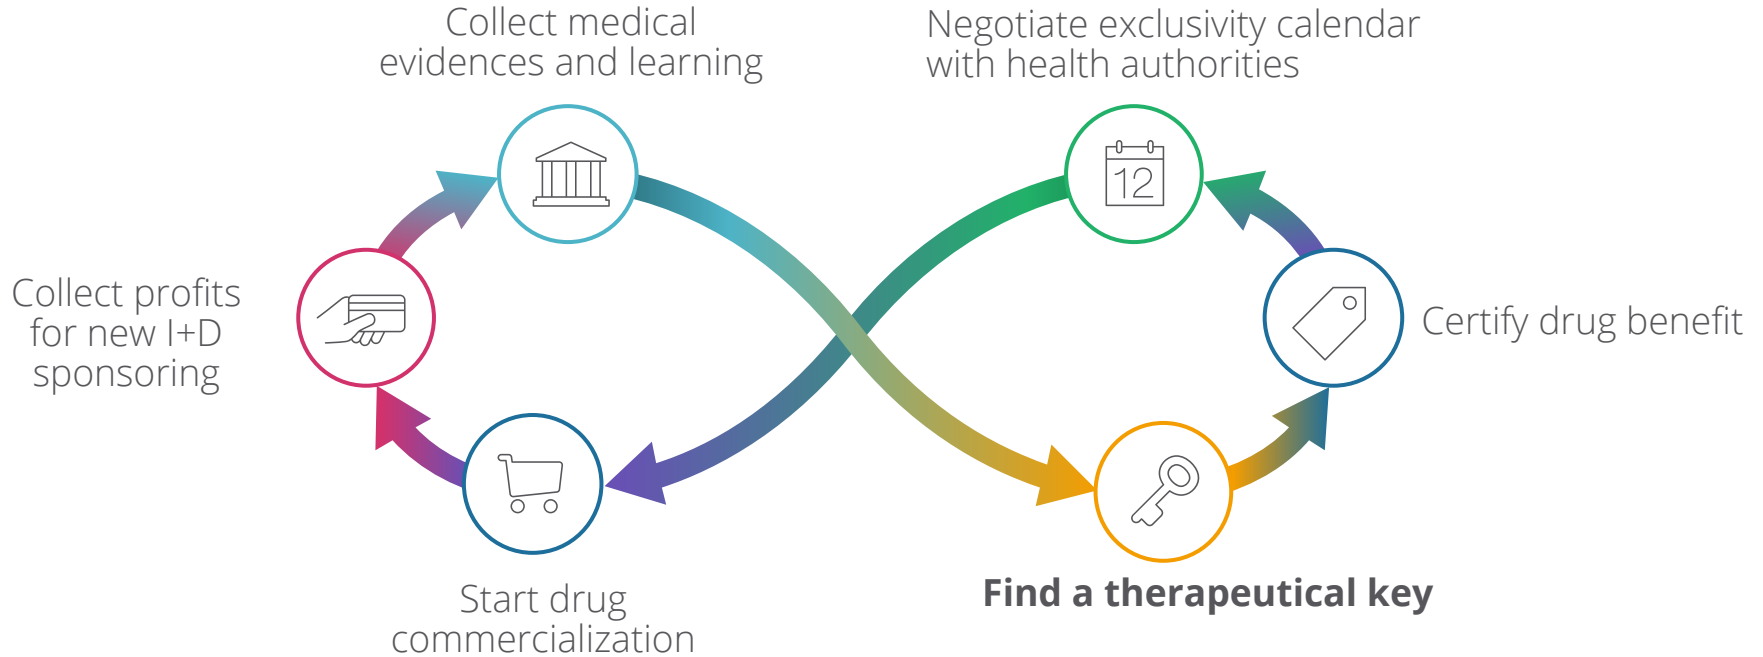 Collect medical
evidences and learning
Negotiate exclusivity calendar
with health authorities
12
Collect profits
for new I+D
sponsoring
Certify drug benefit
Start drug
commercialization
Find a therapeutical key